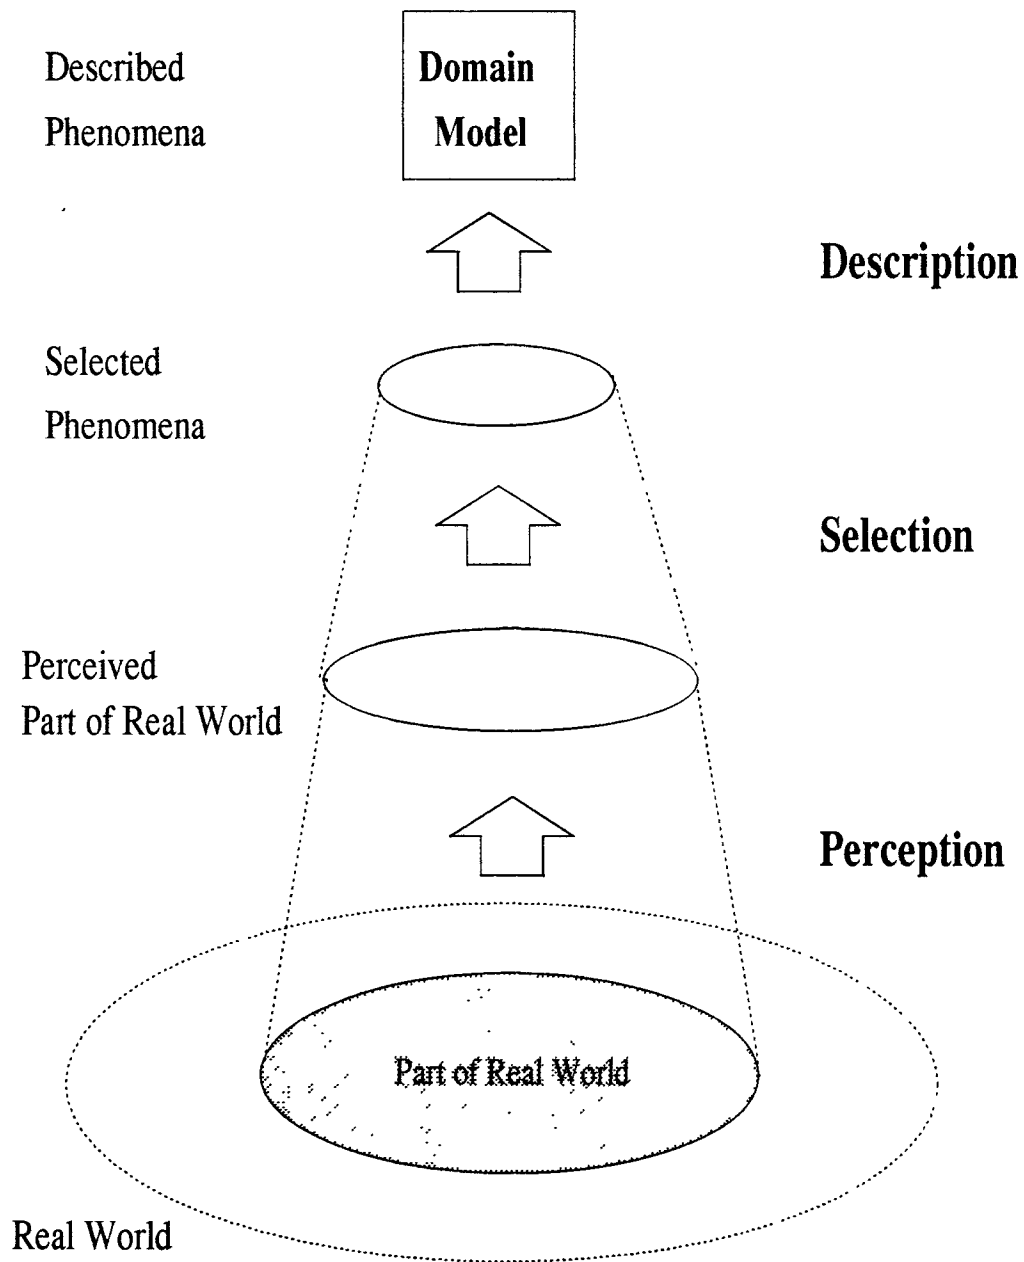 Described
Phenomena
Domain
Model
Description
Selected
Phenomena
Selection
Perceived
Part of Real World
Perception
Part of Real World
Real World